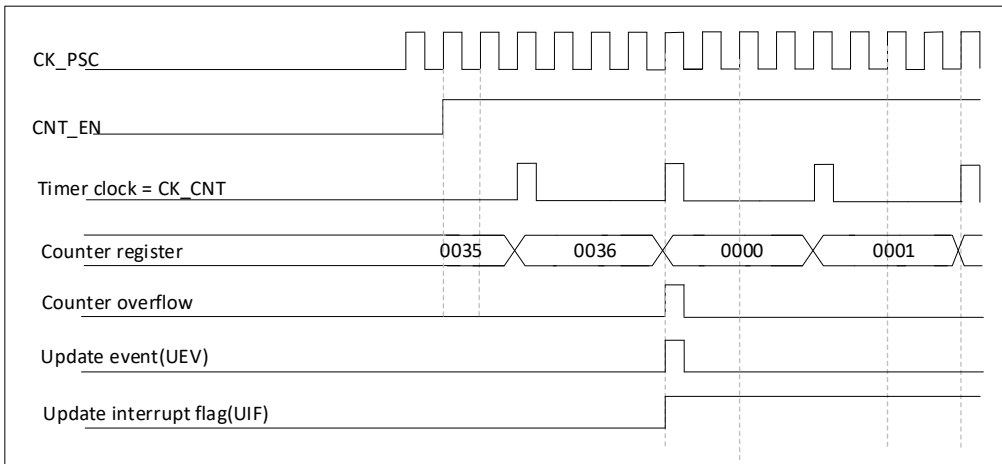 CK_PSC
CNT_EN
Timer clock = CK_CNT
Counter register 0035 0036 0000 0001
Counter overflow
Update event(UEV)
Update interrupt flag(UIF)